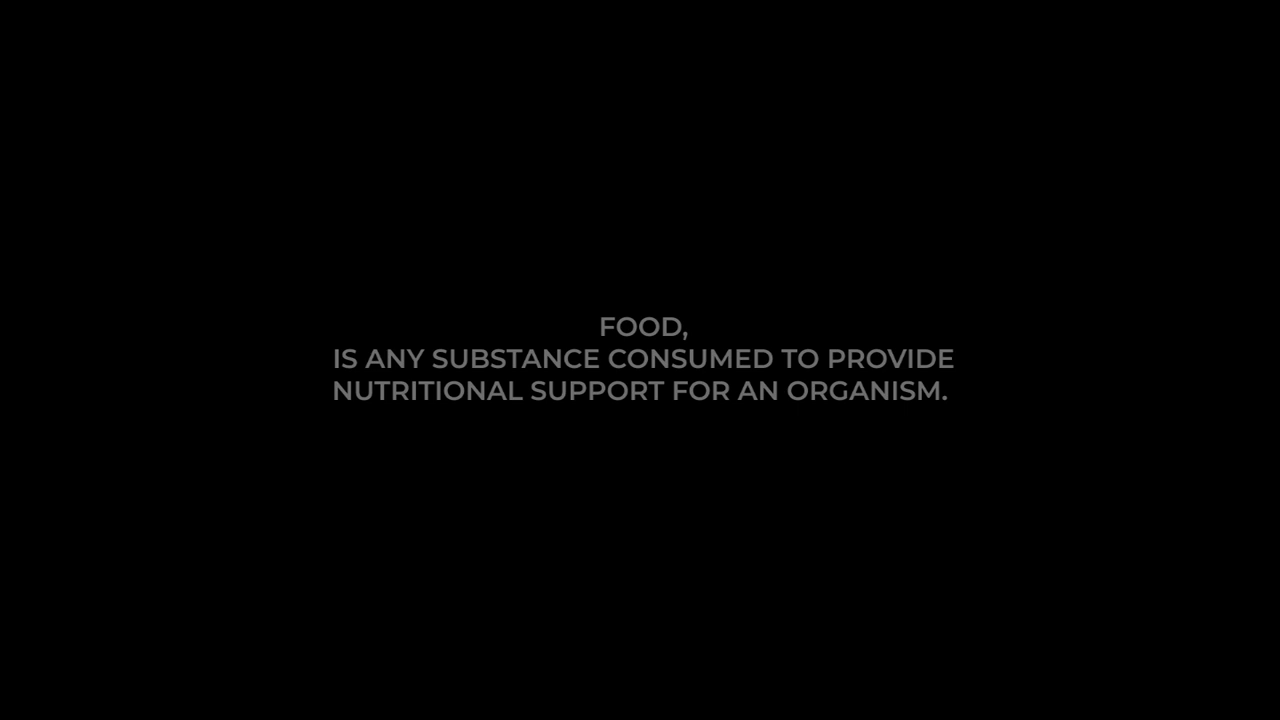 FOOD,
IS ANY SUBSTANCE CONSUMED TO PROVIDE
NUTRITIONAL SUPPORT FOR AN ORGANISM.